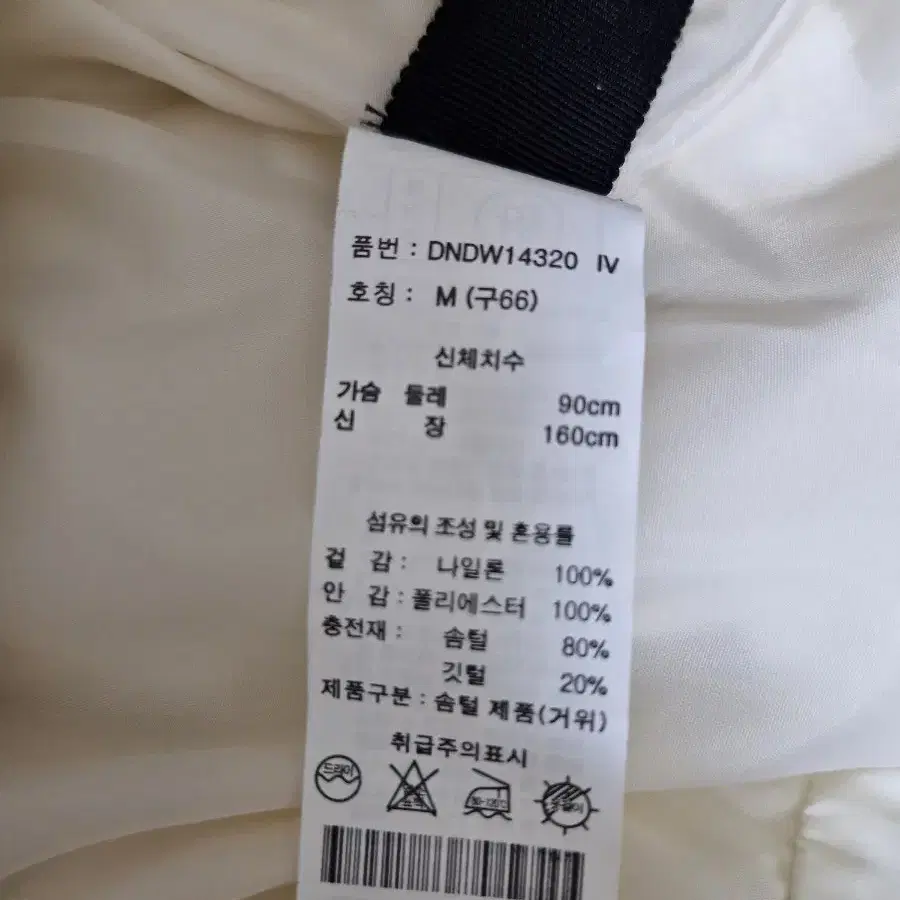 품번 : DNDW14320 IV
호칭 : M (구66)
신체치수
가슴 둘레 90cm
신 장 160cm
섬유의 조성 및 혼용률
겉 감 : 나일론 100%
안 감 : 폴리에스터 100%
충전재 : 솜털 80%
깃털 20%
제품구분 : 솜털 제품(거위)
취급주의표시
드라이